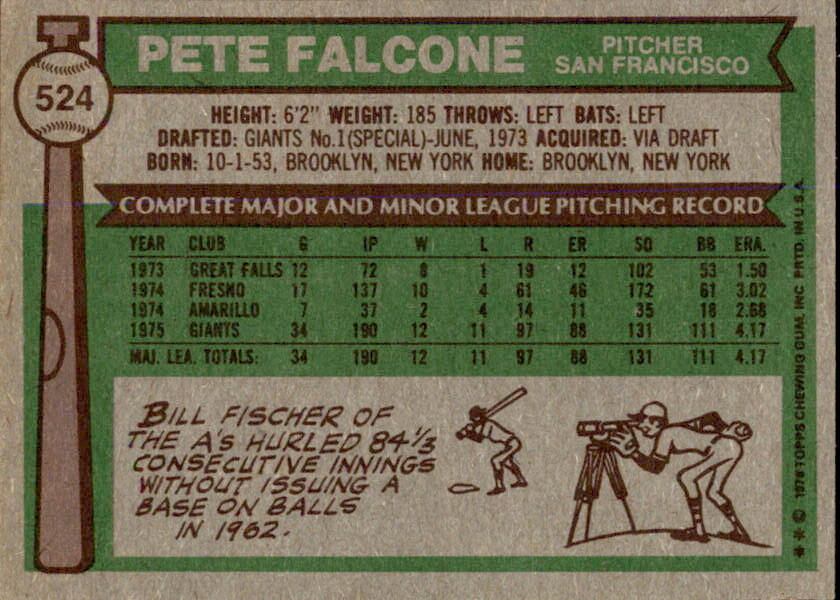 524
PETE FALCONE
PITCHER
SAN FRANCISCO
HEIGHT: 6'2" WEIGHT: 185 THROWS: LEFT BATS: LEFT
DRAFTED: GIANTS No.1(SPECIAL)-JUNE, 1973 ACQUIRED: VIA DRAFT
BORN: 10-1-53, BROOKLYN, NEW YORK HOME: BROOKLYN, NEW YORK
COMPLETE MAJOR AND MINOR LEAGUE PITCHING RECORD
YEAR CLUB G IP W L R ER SO BB ERA.
1973 GREAT FALLS 12 72 8 1 19 12 102 53 1.50
1974 FRESNO 17 137 10 4 61 46 172 61 3.02
1974 AMARILLO 7 37 2 4 14 11 35 18 2.68
1975 GIANTS 34 190 12 11 97 88 131 111 4.17
MAJ. LEA. TOTALS: 34 190 12 11 97 88 131 111 4.17
BILL FISCHER OF
THE A'S HURLED 84 1/3
CONSECUTIVE INNINGS
WITHOUT ISSUING A
BASE ON BALLS
IN 1962.
** © 1976 TOPPS CHEWING GUM, INC. PRTD. IN U.S.A.